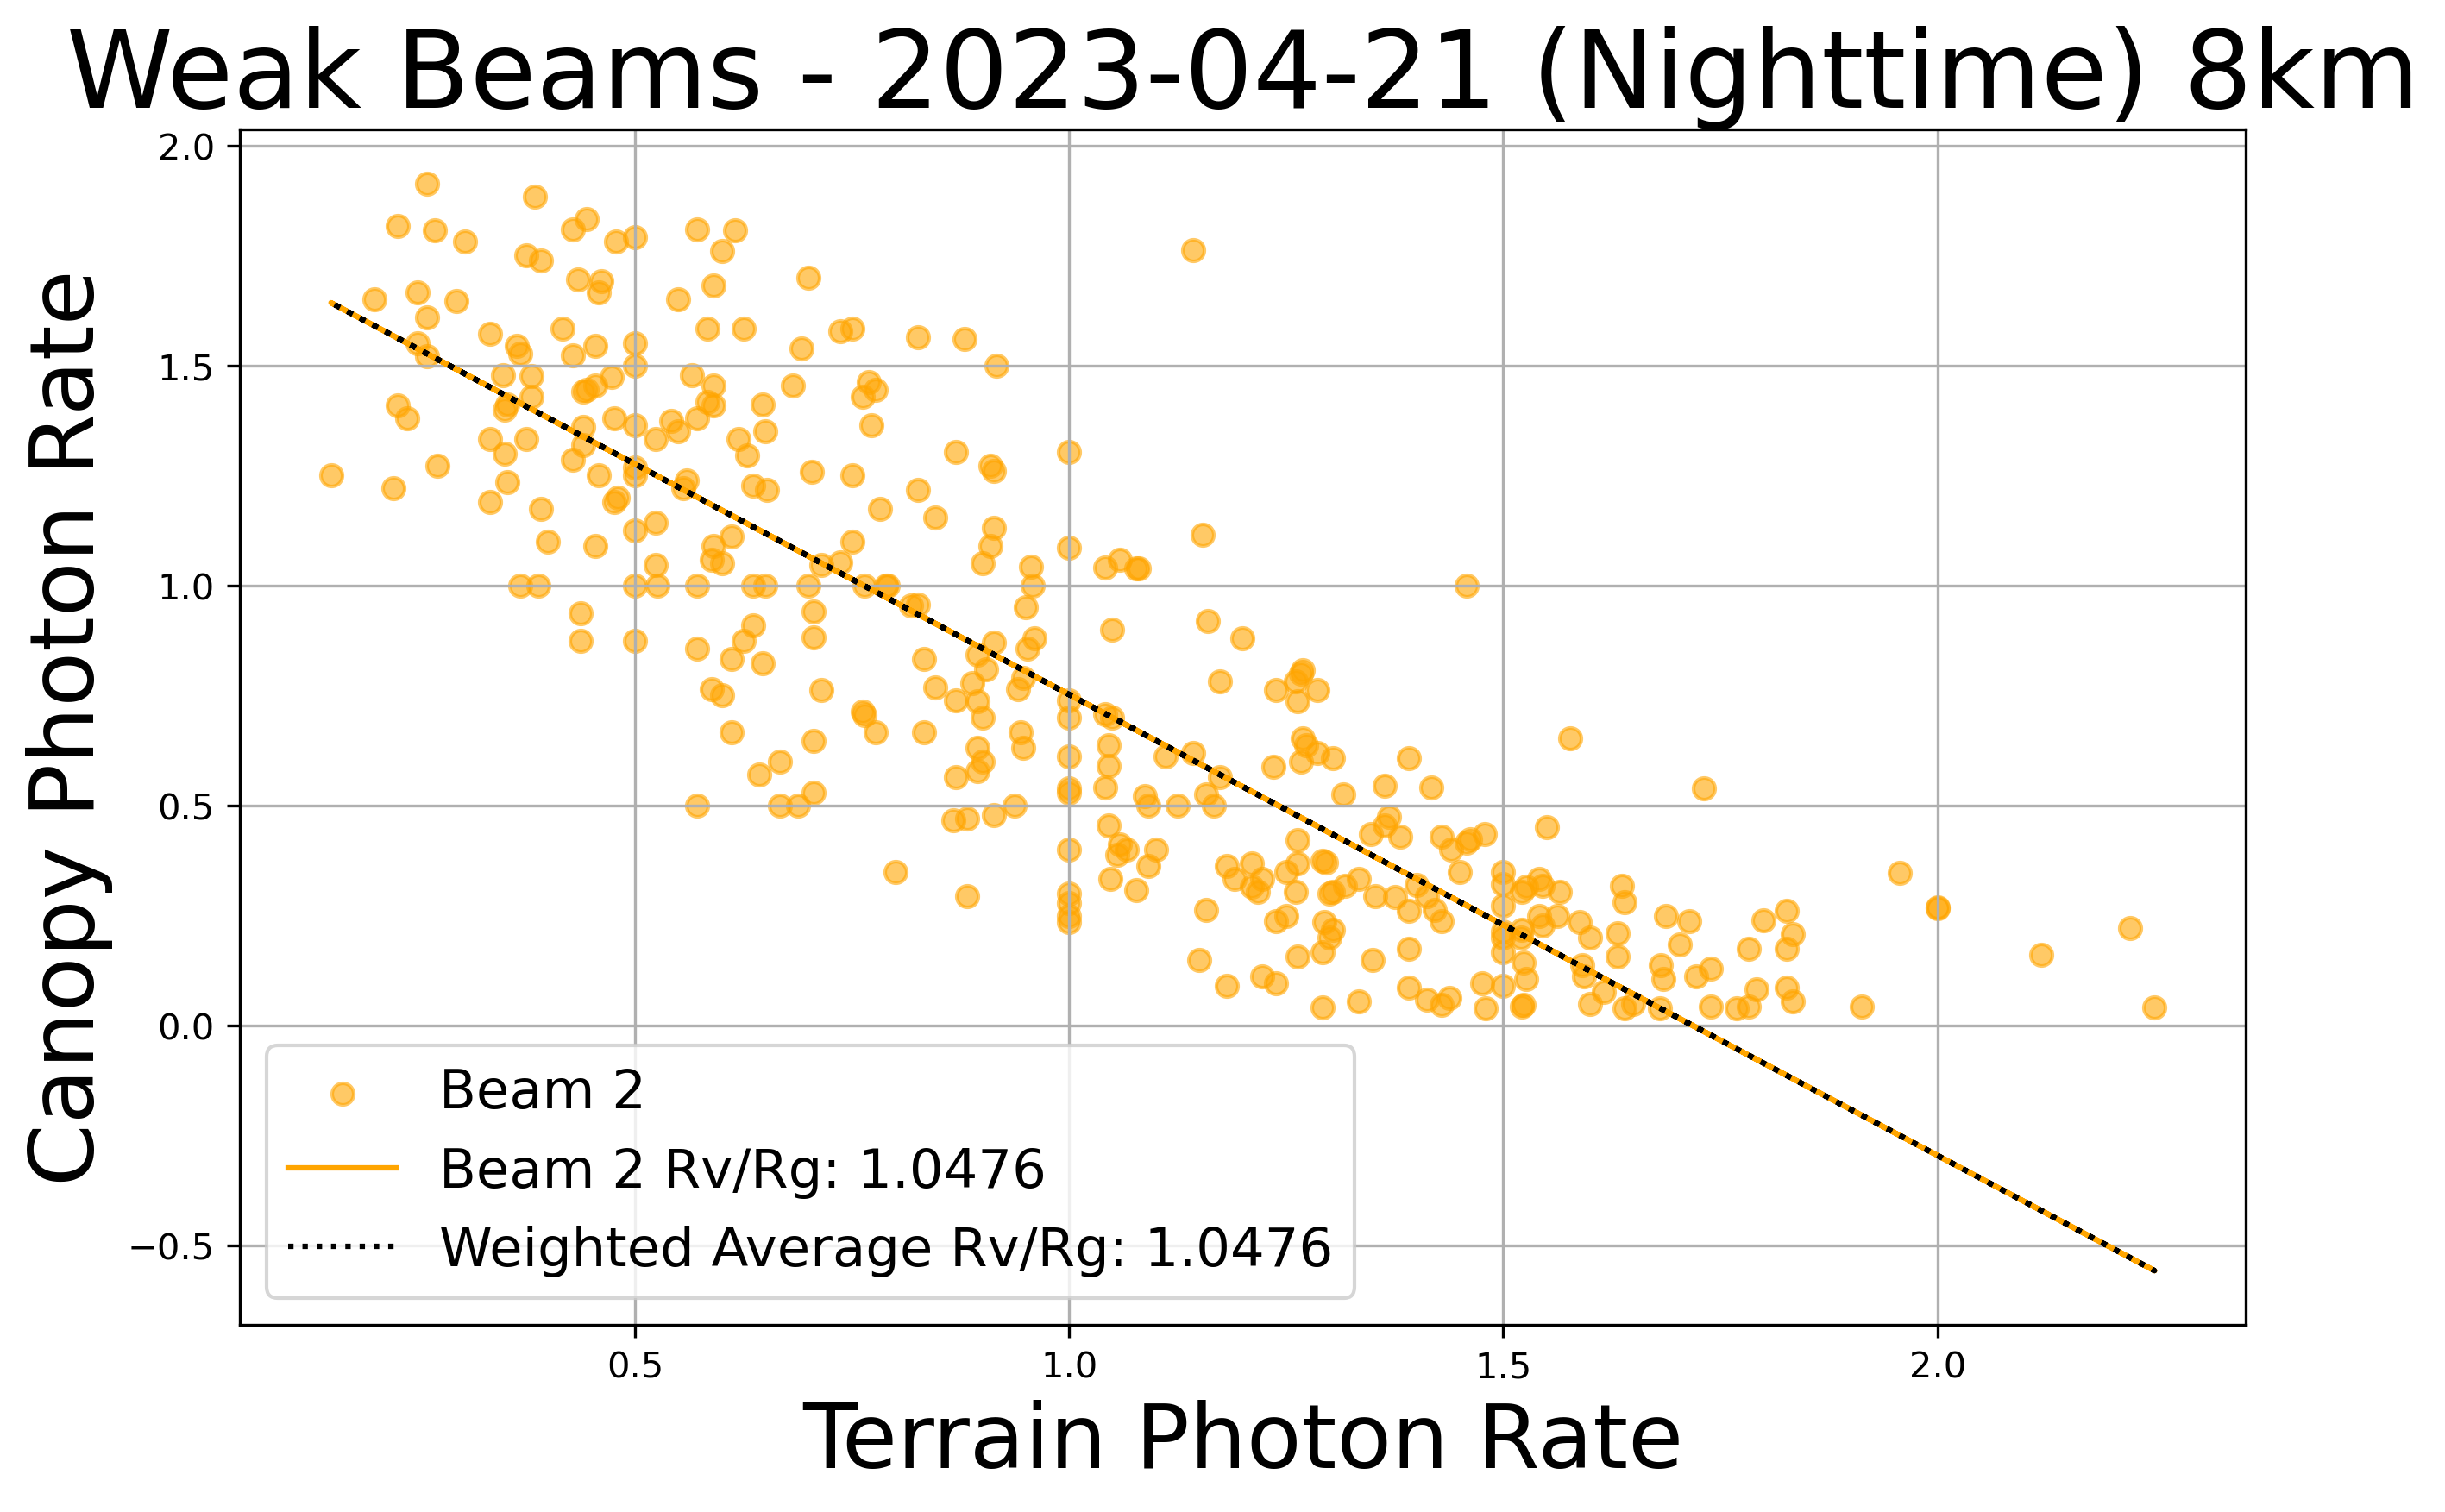 Weak Beams - 2023-04-21 (Nighttime) 8km
Canopy Photon Rate
2.0
1.5
1.0
0.5
0.0
−0.5
Beam 2
Beam 2 Rv/Rg: 1.0476
Weighted Average Rv/Rg: 1.0476
0.5 1.0 1.5 2.0
Terrain Photon Rate